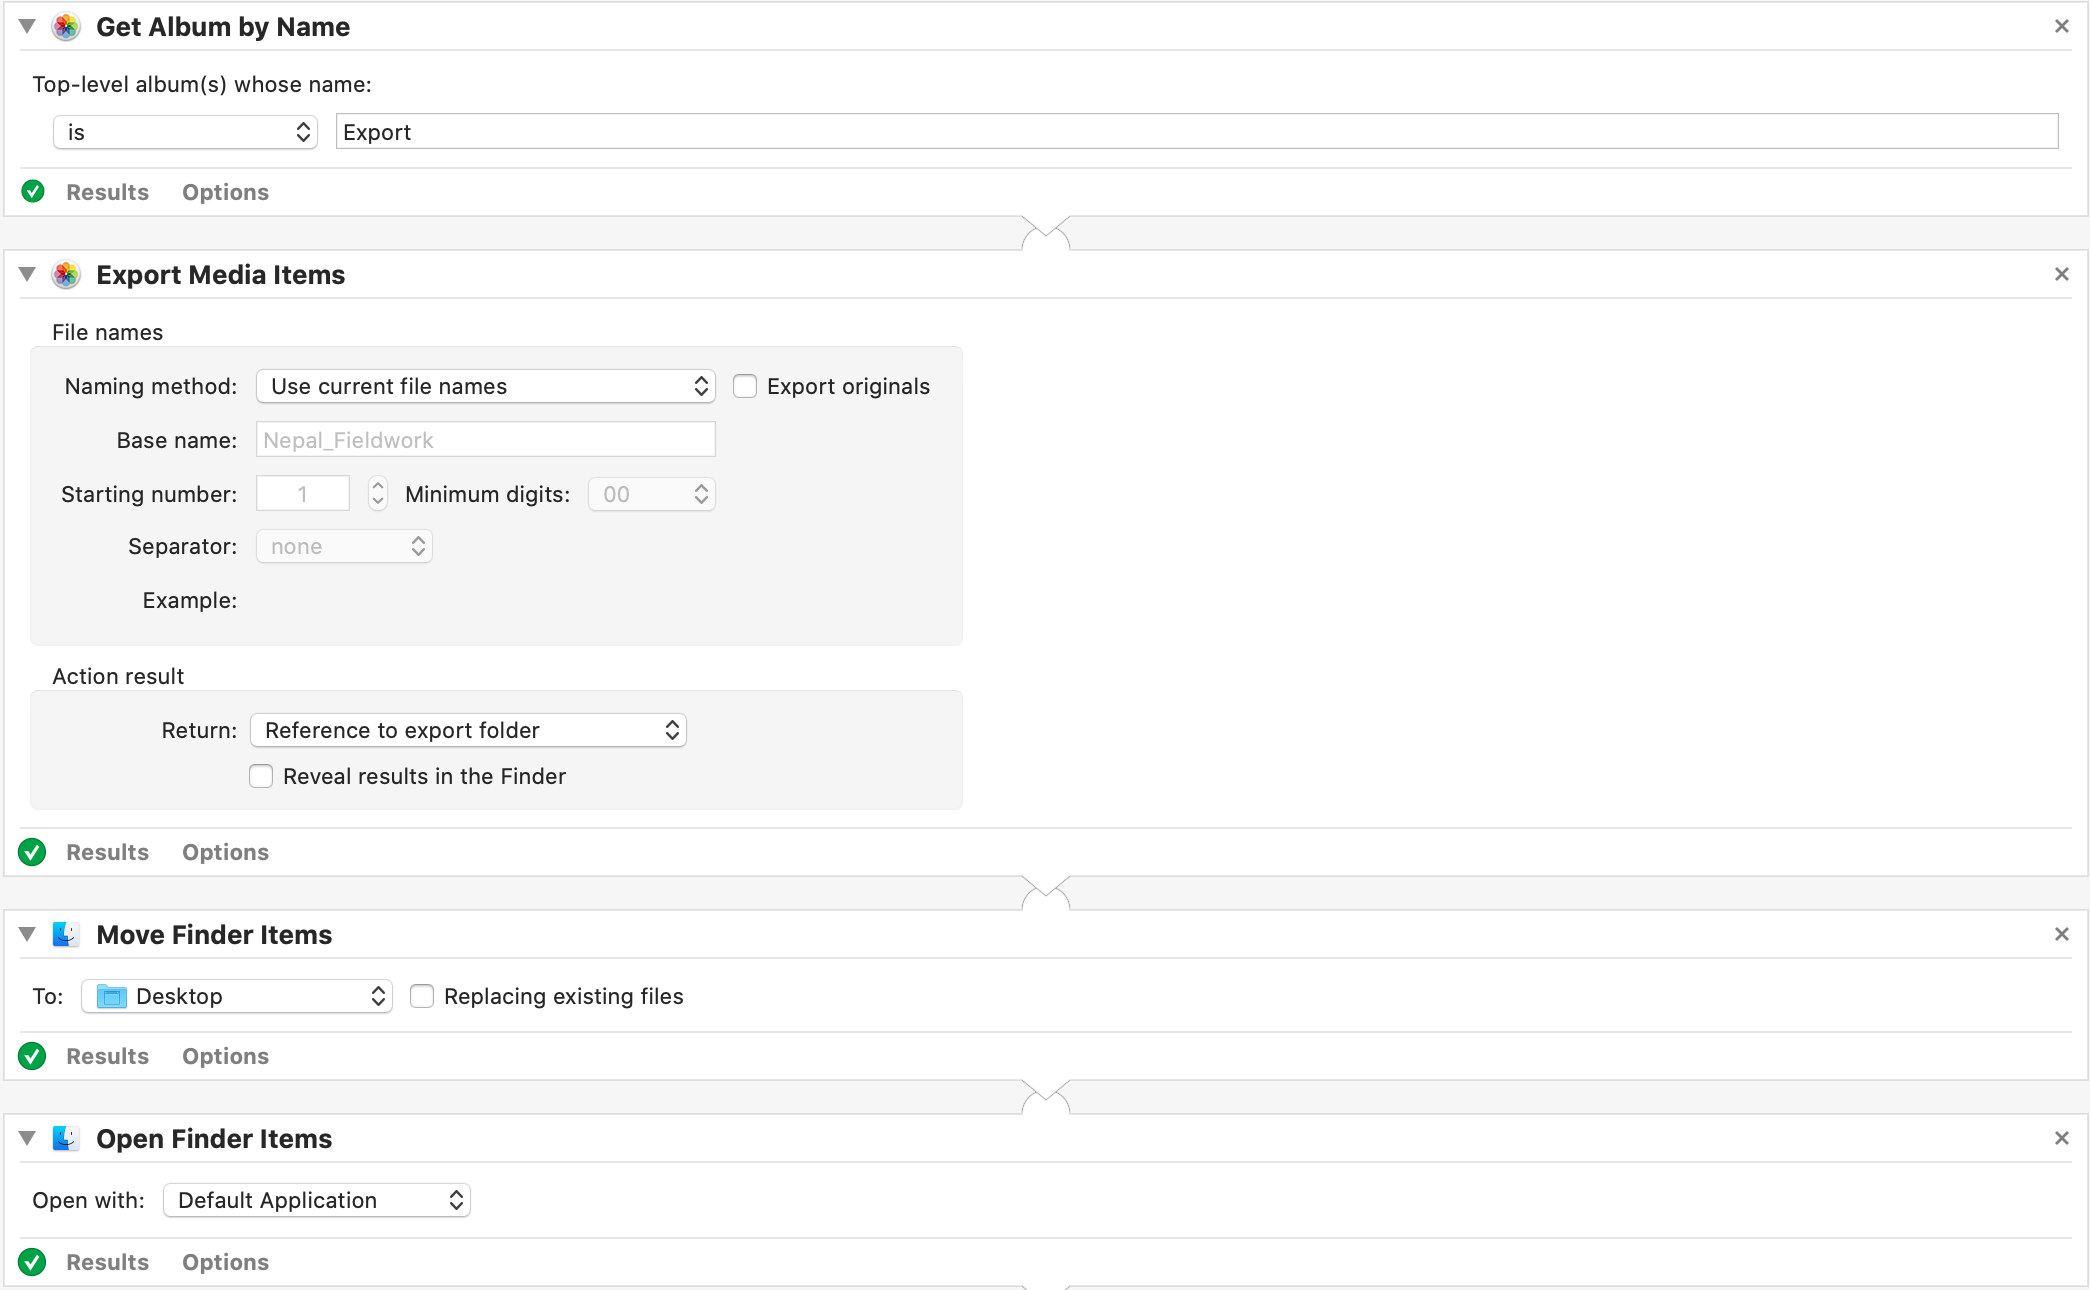 Get Album by Name
Top-level album(s) whose name:
is Export
Results Options
Export Media Items
File names
Naming method: Use current file names Export originals
Base name: Nepal_Fieldwork
Starting number: 1 Minimum digits: 00
Separator: none
Example:
Action result
Return: Reference to export folder
Reveal results in the Finder
Results Options
Move Finder Items
To: Desktop Replacing existing files
Results Options
Open Finder Items
Open with: Default Application
Results Options